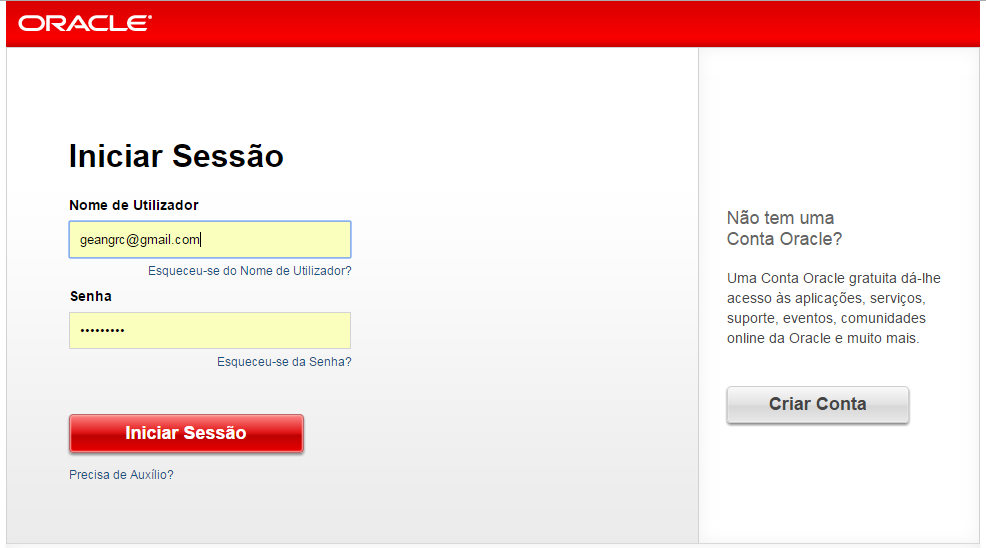 ORACLE®
Iniciar Sessão
Nome de Utilizador
geangrc@gmail.com
Esqueceu-se do Nome de Utilizador?
Senha
•••••••••
Esqueceu-se da Senha?
Iniciar Sessão
Precisa de Auxílio?
Não tem uma
Conta Oracle?
Uma Conta Oracle gratuita dá-lhe
acesso às aplicações, serviços,
suporte, eventos, comunidades
online da Oracle e muito mais.
Criar Conta